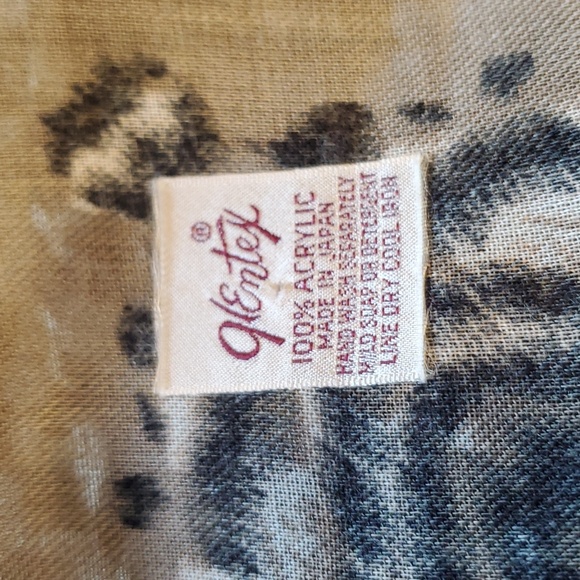 glentex ®
100% ACRYLIC
MADE IN JAPAN
HAND WASH SEPARATELY
MILD SOAP OR DETERGENT
LINE DRY COOL IRON